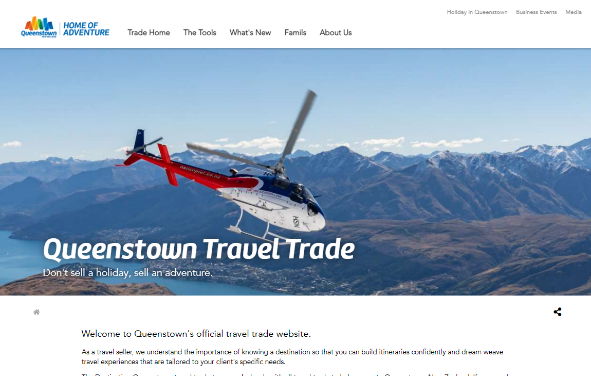 Holiday in Queenstown Business Events Media
Queenstown
HOME OF
ADVENTURE
Trade Home The Tools What's New Famils About Us
Queenstown Travel Trade
Don't sell a holiday, sell an adventure.
Welcome to Queenstown's official travel trade website.
As a travel seller, we understand the importance of knowing a destination so that you can build itineraries confidently and dream weave
travel experiences that are tailored to your client's specific needs.